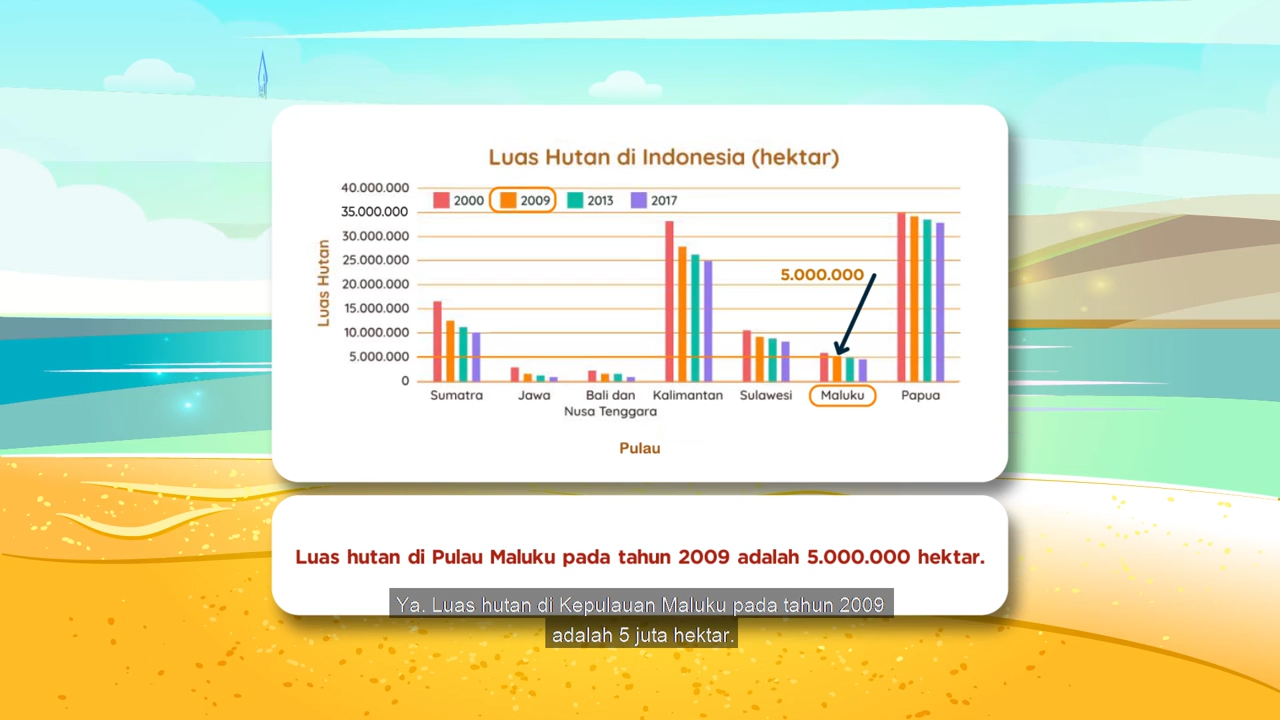 Luas Hutan di Indonesia (hektar)
40.000.000
2000 2009 2013 2017
35.000.000
30.000.000
25.000.000
5.000.000
20.000.000
15.000.000
10.000.000
5.000.000
0
Luas Hutan
Sumatra Jawa Bali dan Kalimantan Sulawesi Maluku Papua
Nusa Tenggara
Pulau
Luas hutan di Pulau Maluku pada tahun 2009 adalah 5.000.000 hektar.
Ya. Luas hutan di Kepulauan Maluku pada tahun 2009
adalah 5 juta hektar.